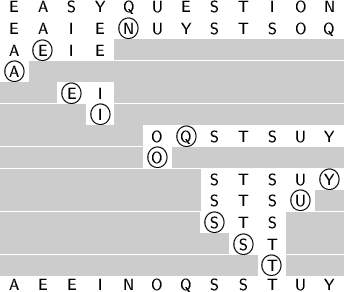 E A S Y Q U E S T I O N
E A I E N U Y S T S O Q
A E I E
A
E I
I
O Q S T S U Y
O
S T S U Y
S T S U
S T S
S T
T
A E E I N O Q S S T U Y